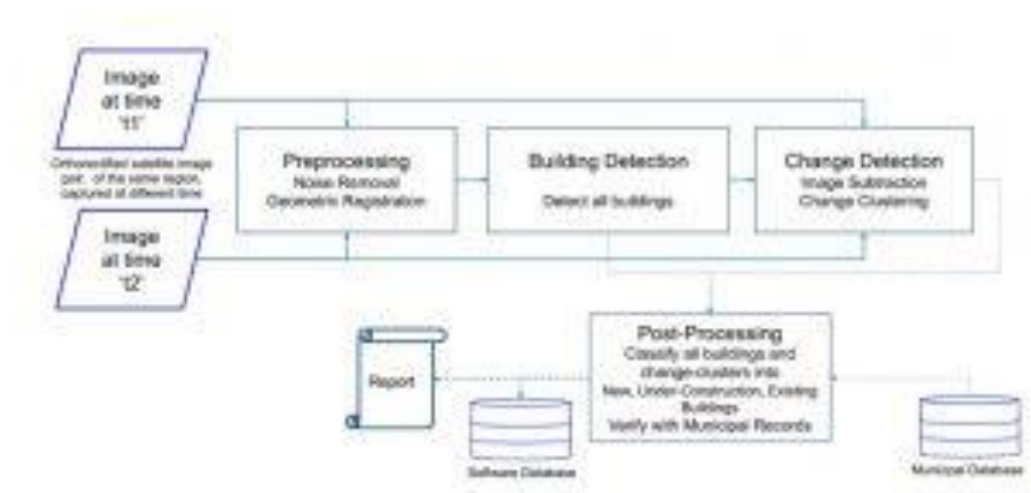 Image
at time
't1'
Orthorectified satellite image
pair, of the same region,
captured at different time
Image
at time
't2'
Preprocessing
Noise Removal
Geometric Registration
Building Detection
Detect all buildings
Change Detection
Image Subtraction
Change Clustering
Post-Processing
Classify all buildings and
change-clusters into
New, Under-Construction, Existing
Buildings
Verify with Municipal Records
Report
Software Database
Municipal Database